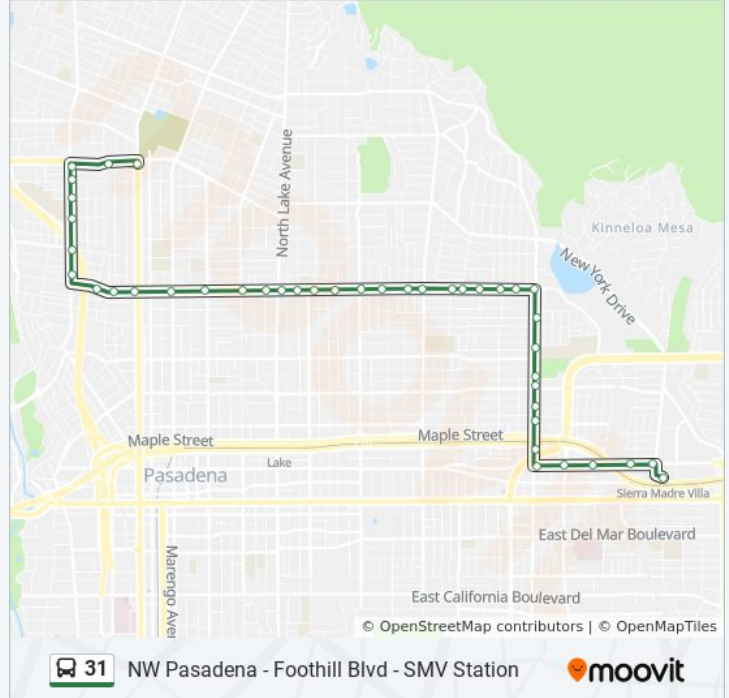 North Lake Avenue
Kinneloa Mesa
New York Drive
Maple Street
Maple Street
Lake
Pasadena
Sierra Madre Villa
East Del Mar Boulevard
Marengo Aven
East California Boulevard
© OpenStreetMap contributors | © OpenMapTiles
31 NW Pasadena - Foothill Blvd - SMV Station moovit